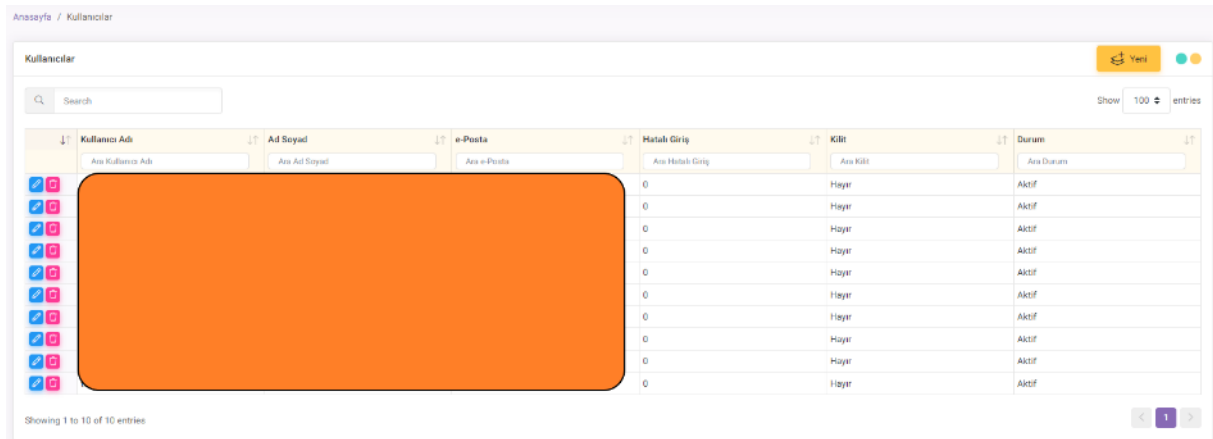 Anasayfa / Kullanıcılar
Kullanıcılar
Yeni
Search
Show 100 entries
Kullanıcı Adı Ad Soyad e-Posta Hatalı Giriş Kilit Durum
Ara Kullanıcı Adı Ara Ad Soyad Ara e-Posta Ara Hatalı Giriş Ara Kilit Ara Durum
0 Hayır Aktif
0 Hayır Aktif
0 Hayır Aktif
0 Hayır Aktif
0 Hayır Aktif
0 Hayır Aktif
0 Hayır Aktif
0 Hayır Aktif
0 Hayır Aktif
0 Hayır Aktif
Showing 1 to 10 of 10 entries
< 1 >